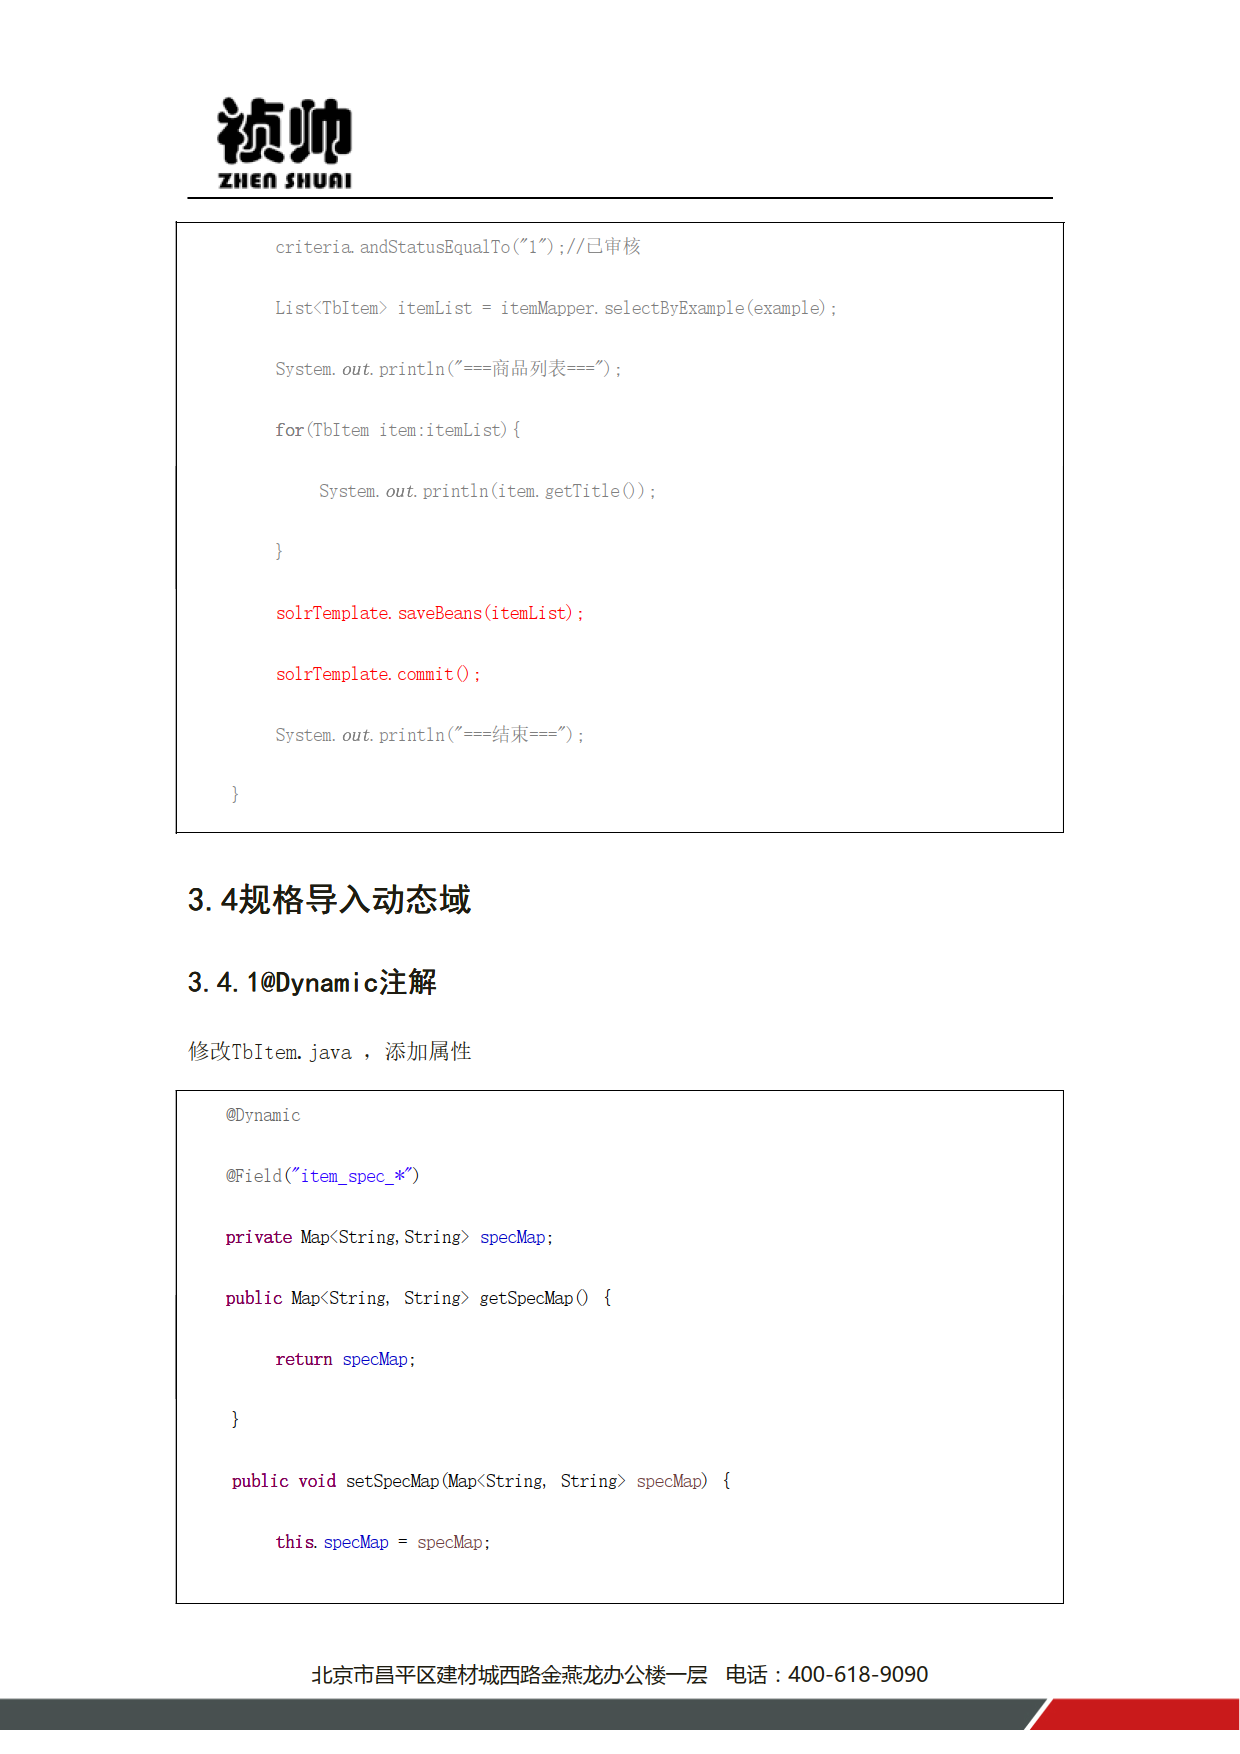 祯帅
ZHEN SHUAI
criteria.andStatusEqualTo("1");//已审核
List<TbItem> itemList = itemMapper.selectByExample(example);
System.out.println("===商品列表===");
for(TbItem item:itemList){
System.out.println(item.getTitle());
}
solrTemplate.saveBeans(itemList);
solrTemplate.commit();
System.out.println("===结束===");
}
3.4规格导入动态域
3.4.1@Dynamic注解
修改TbItem.java ，添加属性
@Dynamic
@Field("item_spec_*")
private Map<String,String> specMap;
public Map<String, String> getSpecMap() {
return specMap;
}
public void setSpecMap(Map<String, String> specMap) {
this.specMap = specMap;
北京市昌平区建材城西路金燕龙办公楼一层 电话：400-618-9090